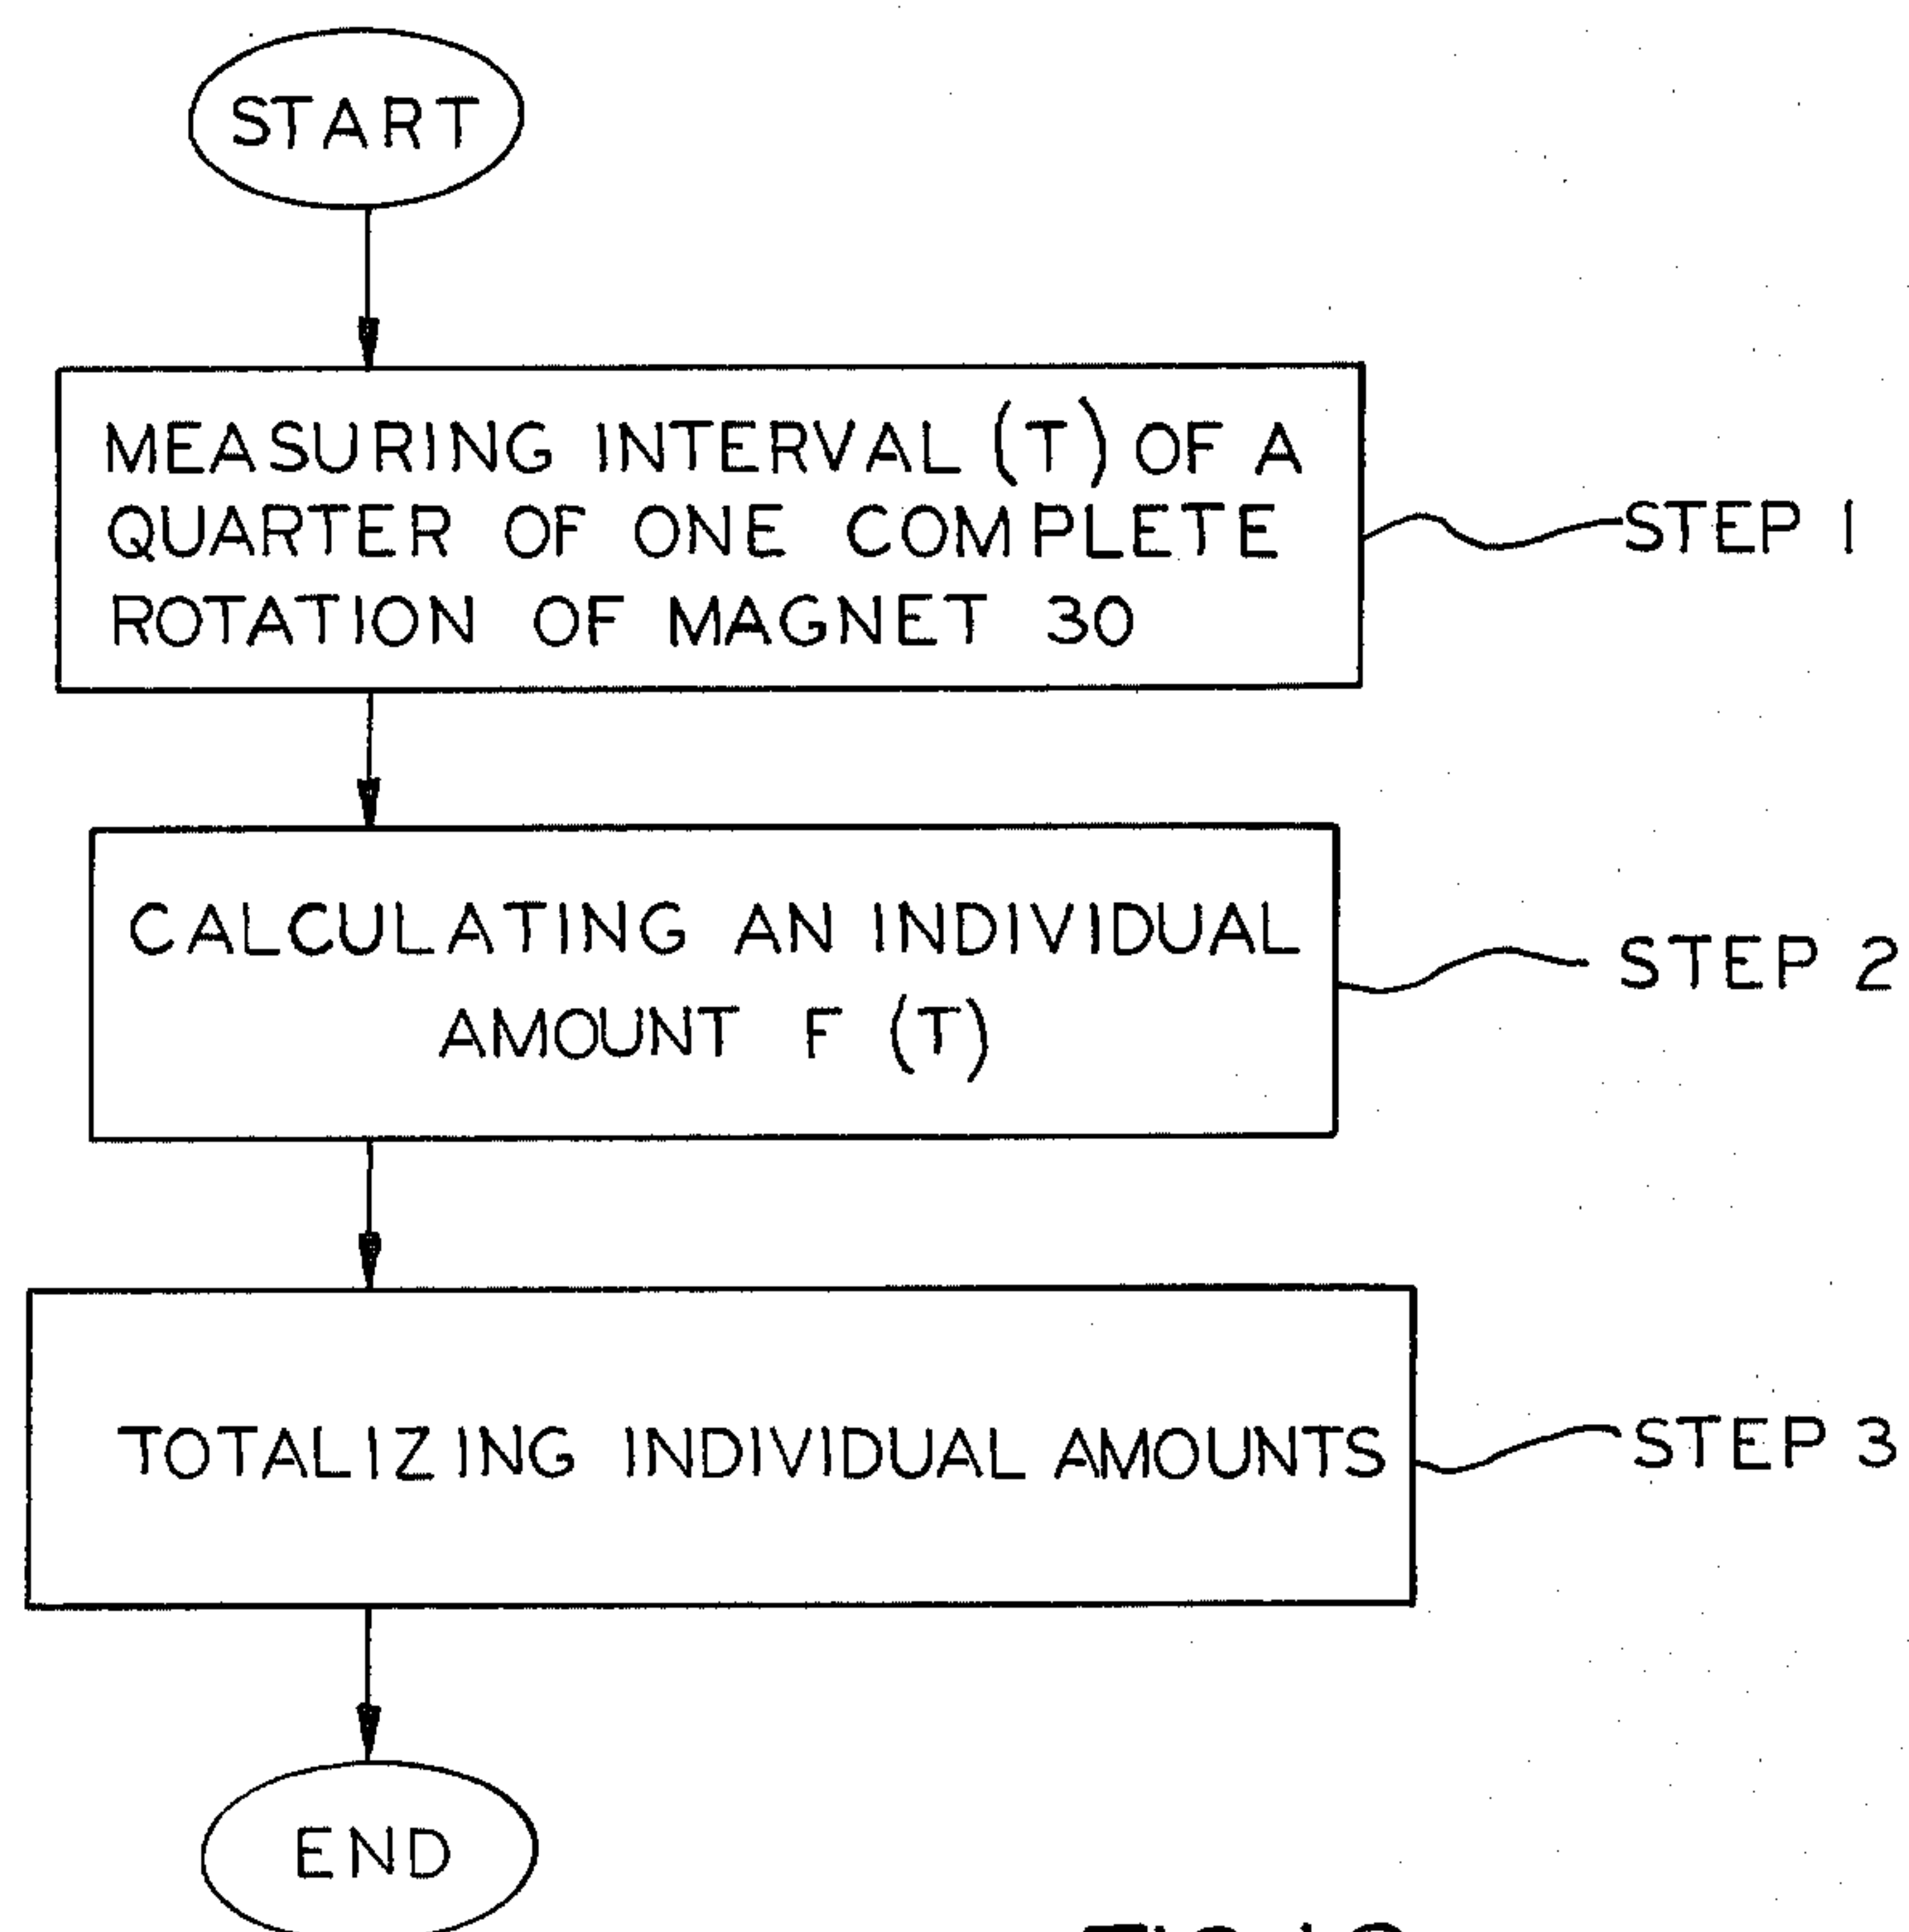 START
MEASURING INTERVAL (T) OF A
QUARTER OF ONE COMPLETE
ROTATION OF MAGNET 30
STEP 1
CALCULATING AN INDIVIDUAL
AMOUNT F (T)
STEP 2
TOTALIZING INDIVIDUAL AMOUNTS
STEP 3
END